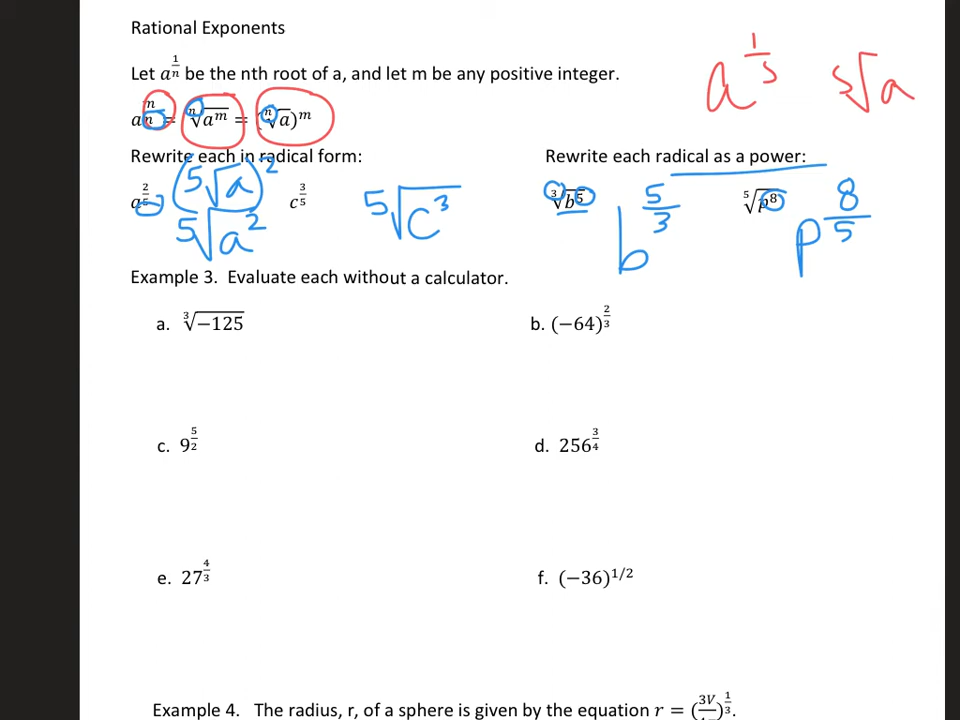 Rational Exponents
Let a^(1/n) be the nth root of a, and let m be any positive integer.
a^(1/5) ⁵√a
a^(m/n) = ⁿ√(a^m) = (ⁿ√a)^m
Rewrite each in radical form: Rewrite each radical as a power:
a^(2/5) (⁵√a)² c^(3/5) ⁵√(c³) ³√(b⁵) b^(5/3) ⁵√(p⁸) p^(8/5)
⁵√(a²)
Example 3. Evaluate each without a calculator.
a. ³√(−125) b. (−64)^(2/3)
c. 9^(5/2) d. 256^(3/4)
e. 27^(4/3) f. (−36)^(1/2)
Example 4. The radius, r, of a sphere is given by the equation r = (3V/)^(1/3).